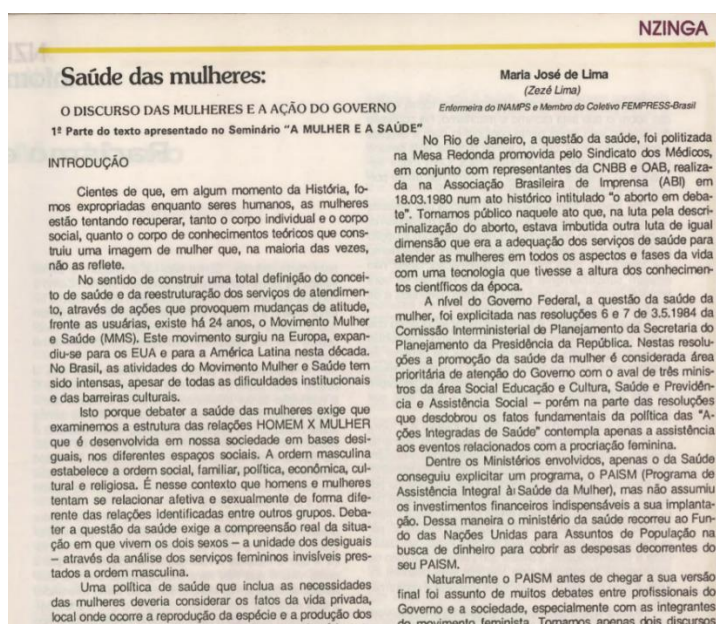 NZINGA
Saúde das mulheres:
O DISCURSO DAS MULHERES E A AÇÃO DO GOVERNO
1ª Parte do texto apresentado no Seminário "A MULHER E A SAÚDE"
INTRODUÇÃO
Cientes de que, em algum momento da História, fo-
mos expropriadas enquanto seres humanos, as mulheres
estão tentando recuperar, tanto o corpo individual e o corpo
social, quanto o corpo de conhecimentos teóricos que cons-
truiu uma imagem de mulher que, na maioria das vezes,
não as reflete.
No sentido de construir uma total definição do concei-
to de saúde e da reestruturação dos serviços de atendimen-
to, através de ações que provoquem mudanças de atitude,
frente as usuárias, existe há 24 anos, o Movimento Mulher
e Saúde (MMS). Este movimento surgiu na Europa, expan-
diu-se para os EUA e para a América Latina nesta década.
No Brasil, as atividades do Movimento Mulher e Saúde tem
sido intensas, apesar de todas as dificuldades institucionais
e das barreiras culturais.
Isto porque debater a saúde das mulheres exige que
examinemos a estrutura das relações HOMEM X MULHER
que é desenvolvida em nossa sociedade em bases desi-
guais, nos diferentes espaços sociais. A ordem masculina
estabelece a ordem social, familiar, política, econômica, cul-
tural e religiosa. É nesse contexto que homens e mulheres
tentam se relacionar afetiva e sexualmente de forma dife-
rente das relações identificadas entre outros grupos. Deba-
ter a questão da saúde exige a compreensão real da situa-
ção em que vivem os dois sexos – a unidade dos desiguais
– através da análise dos serviços femininos invisíveis pres-
tados a ordem masculina.
Uma política de saúde que inclua as necessidades
das mulheres deveria considerar os fatos da vida privada,
local onde ocorre a reprodução da espécie e a produção dos
Maria José de Lima
(Zezé Lima)
Enfermeira do INAMPS e Membro do Coletivo FEMPRESS-Brasil
No Rio de Janeiro, a questão da saúde, foi politizada
na Mesa Redonda promovida pelo Sindicato dos Médicos,
em conjunto com representantes da CNBB e OAB, realiza-
da na Associação Brasileira de Imprensa (ABI) em
18.03.1980 num ato histórico intitulado "o aborto em deba-
te". Tornamos público naquele ato que, na luta pela descri-
minalização do aborto, estava imbutida outra luta de igual
dimensão que era a adequação dos serviços de saúde para
atender as mulheres em todos os aspectos e fases da vida
com uma tecnologia que tivesse a altura dos conhecimen-
tos científicos da época.
A nível do Governo Federal, a questão da saúde da
mulher, foi explicitada nas resoluções 6 e 7 de 3.5.1984 da
Comissão Interministerial de Planejamento da Secretaria do
Planejamento da Presidência da República. Nestas resolu-
ções a promoção da saúde da mulher é considerada área
prioritária de atenção do Governo com o aval de três minis-
tros da área Social Educação e Cultura, Saúde e Previdên-
cia e Assistência Social – porém na parte das resoluções
que desdobrou os fatos fundamentais da política das "A-
ções Integradas de Saúde" contempla apenas a assistência
aos eventos relacionados com a procriação feminina.
Dentre os Ministérios envolvidos, apenas o da Saúde
conseguiu explicitar um programa, o PAISM (Programa de
Assistência Integral à Saúde da Mulher), mas não assumiu
os investimentos financeiros indispensáveis a sua implanta-
ção. Dessa maneira o ministério da saúde recorreu ao Fun-
do das Nações Unidas para Assuntos de População na
busca de dinheiro para cobrir as despesas decorrentes do
seu PAISM.
Naturalmente o PAISM antes de chegar a sua versão
final foi assunto de muitos debates entre profissionais do
Governo e a sociedade, especialmente com as integrantes
do movimento feminista. Tomamos apenas dois discursos